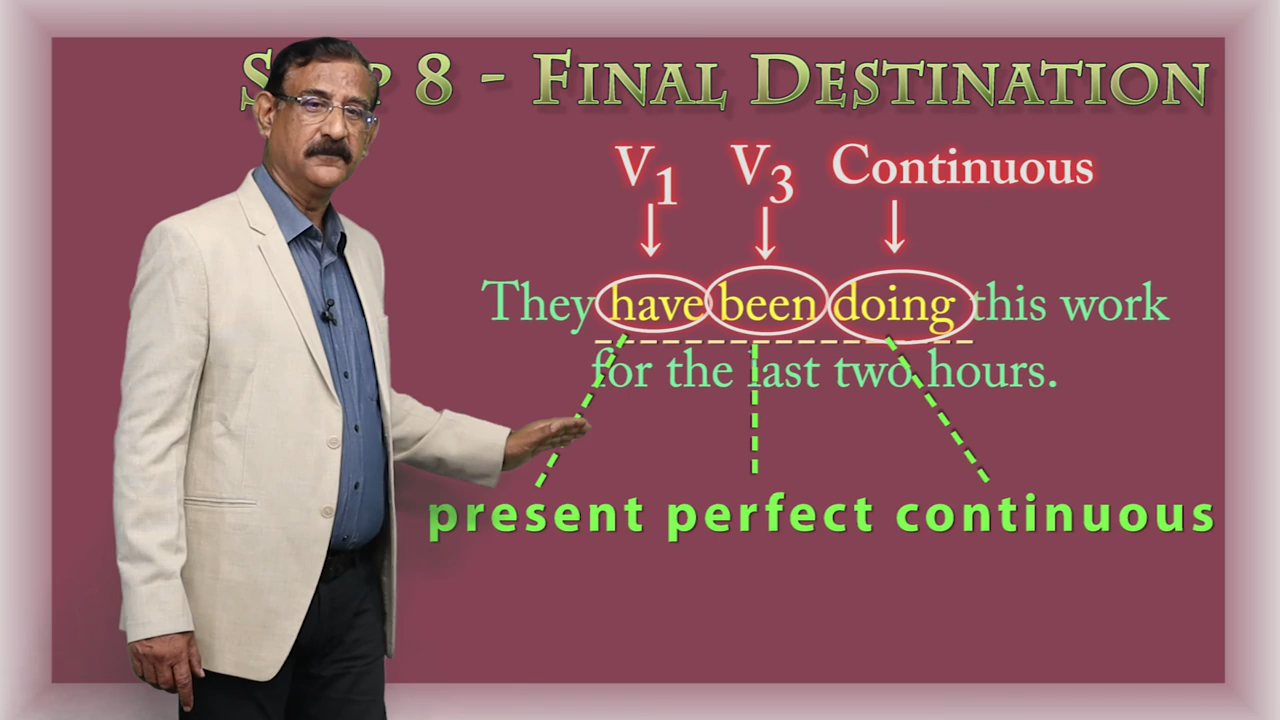 8 - FINAL DESTINATION
V1 V3 Continuous
They have been doing this work
for the last two hours.
present perfect continuous